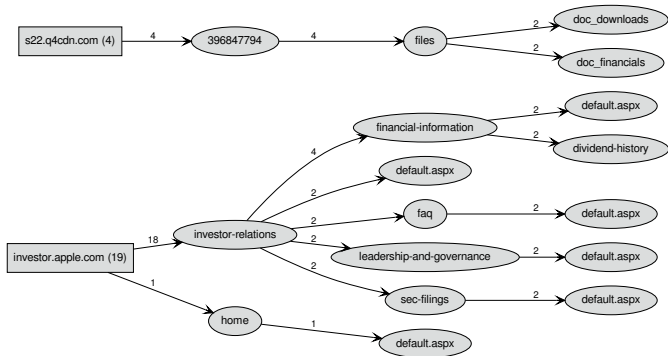 s22.q4cdn.com (4)
4
396847794
4
files
2
doc_downloads
2
doc_financials
investor.apple.com (19)
18
investor-relations
4
financial-information
2
default.aspx
2
dividend-history
2
default.aspx
2
faq
2
default.aspx
2
leadership-and-governance
2
default.aspx
2
sec-filings
2
default.aspx
1
home
1
default.aspx